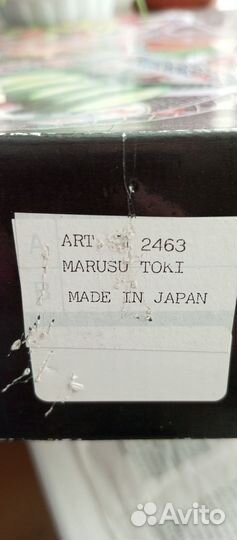 ART. 2463
MARUSU TOKI
MADE IN JAPAN
Avito